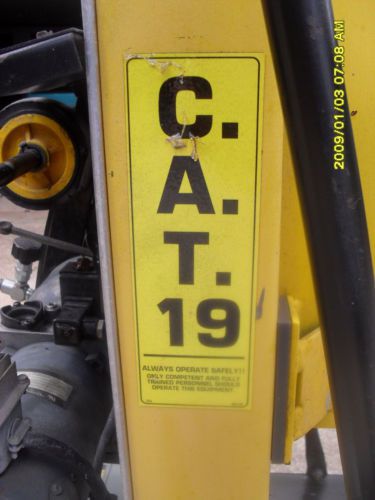 C.
A.
T.
19
ALWAYS OPERATE SAFELY!!
ONLY COMPETENT AND FULLY
TRAINED PERSONNEL SHOULD
OPERATE THIS EQUIPMENT.
2009/01/03 07:08 AM